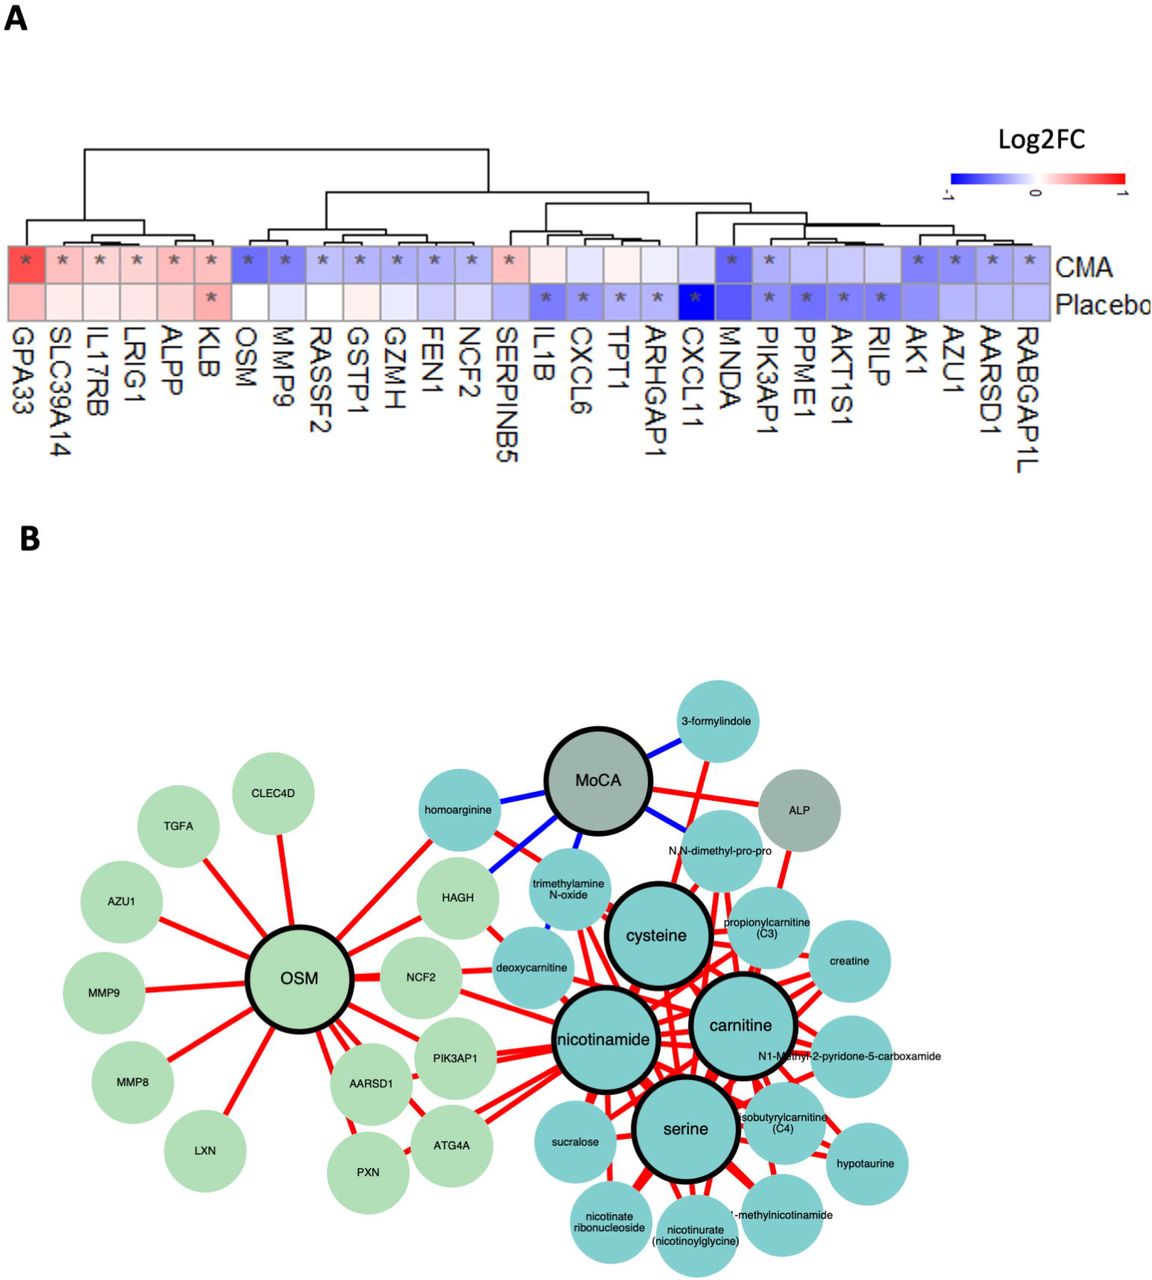 A
Log2FC
-1 0 1
* * * * * * * * * * * * * * * * * * * *
CMA
* * * * * * * * * *
Placebo
GPA33 SLC39A14 IL17RB LRIG1 ALPP KLB OSM MMP9 RASSF2 GSTP1 GZMH FEN1 NCF2 SERPINB5 IL1B CXCL6 TPT1 ARHGAP1 CXCL11 MNDA PIK3AP1 PPME1 AKT1S1 RILP AK1 AZU1 AARSD1 RABGAP1L
B
3-formylindole
MoCA
CLEC4D
homoarginine
ALP
TGFA
N,N-dimethyl-pro-pro
trimethylamine
N-oxide
HAGH
AZU1
propionylcarnitine
(C3)
cysteine
creatine
deoxycarnitine
NCF2
OSM
MMP9
carnitine
nicotinamide
N1-Methyl-2-pyridone-5-carboxamide
PIK3AP1
MMP8
AARSD1
isobutyrylcarnitine
(C4)
serine
sucralose
ATG4A
LXN
hypotaurine
PXN
1-methylnicotinamide
nicotinate
ribonucleoside
nicotinurate
(nicotinoylglycine)